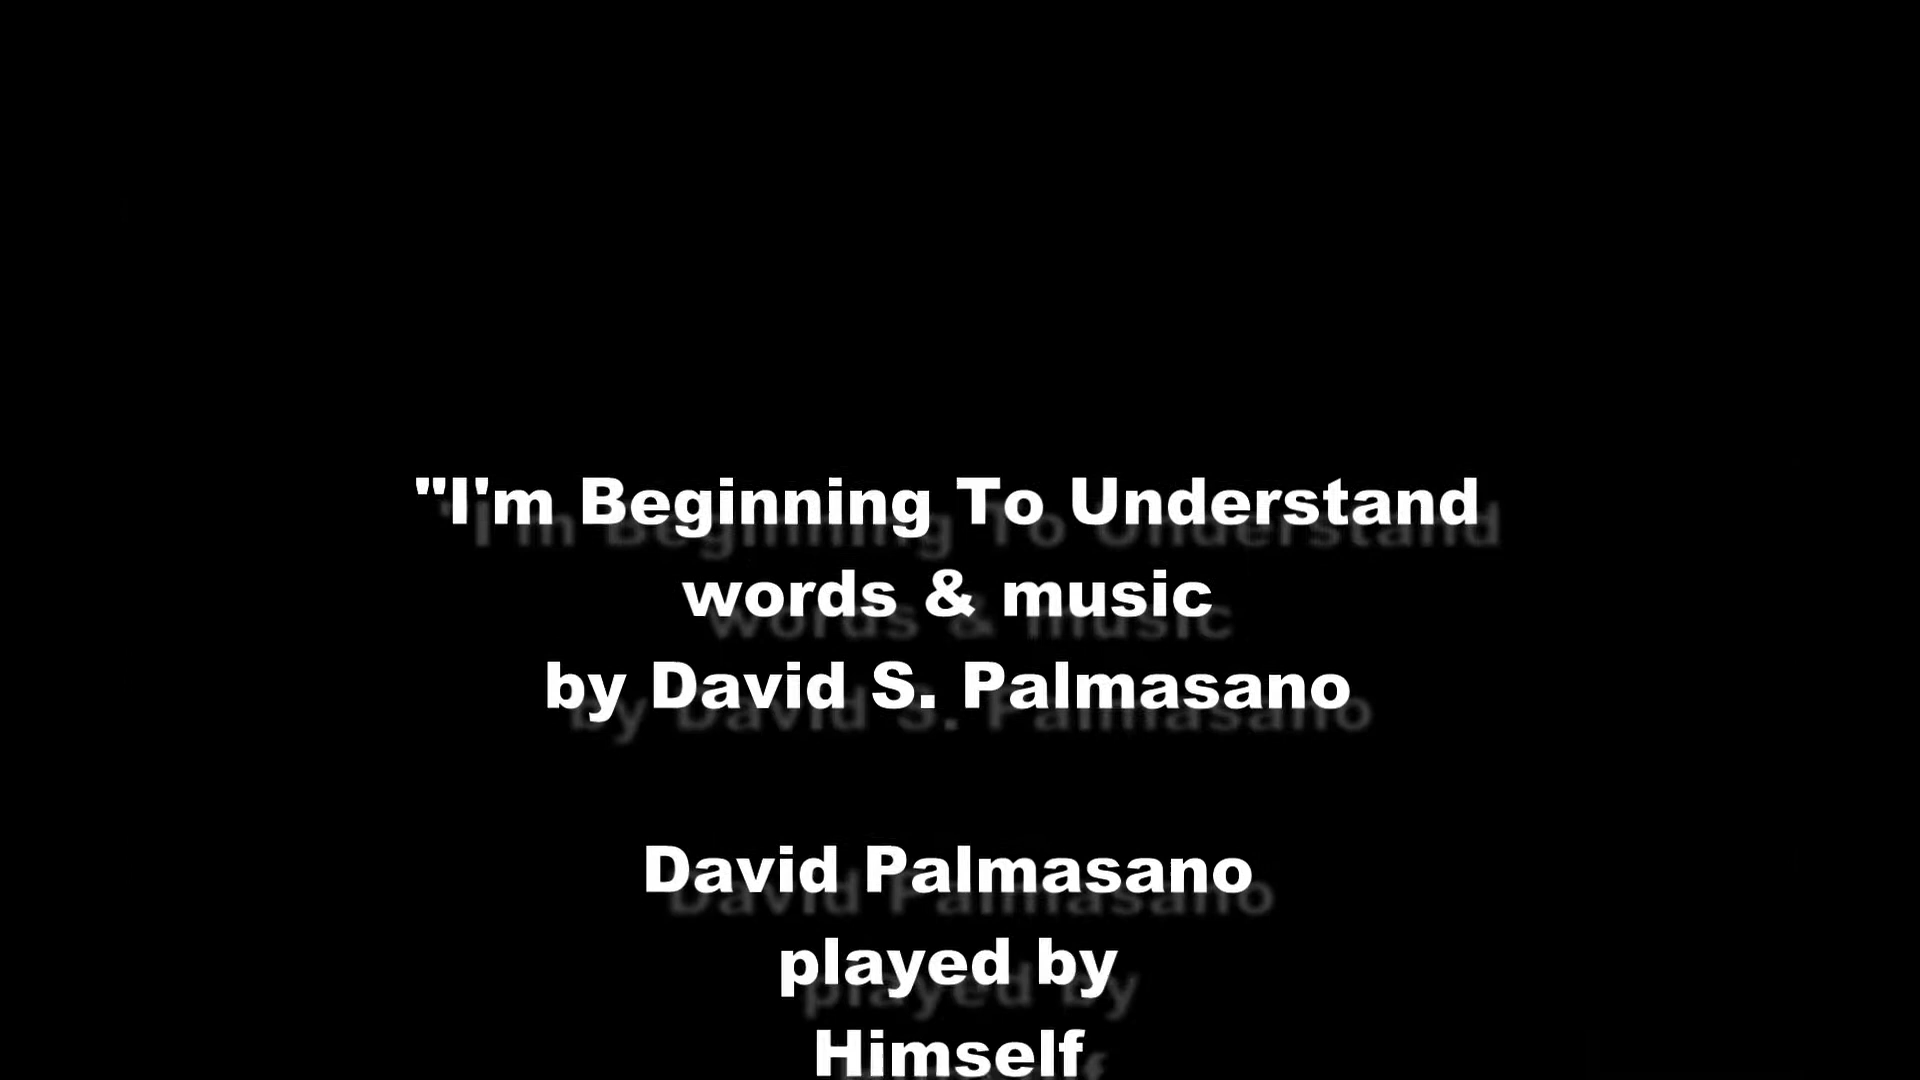 "I'm Beginning To Understand
words & music
by David S. Palmasano
David Palmasano
played by
Himself